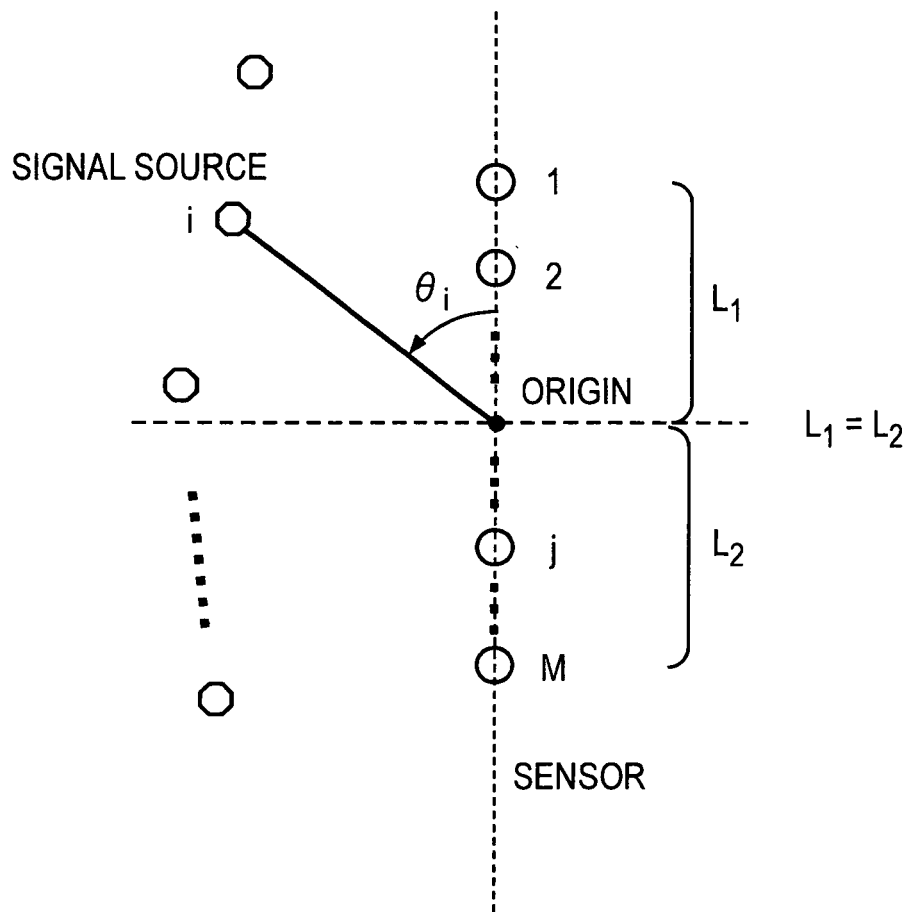 SIGNAL SOURCE
1
i
2
θi
L1
ORIGIN
L1 = L2
j
L2
M
SENSOR